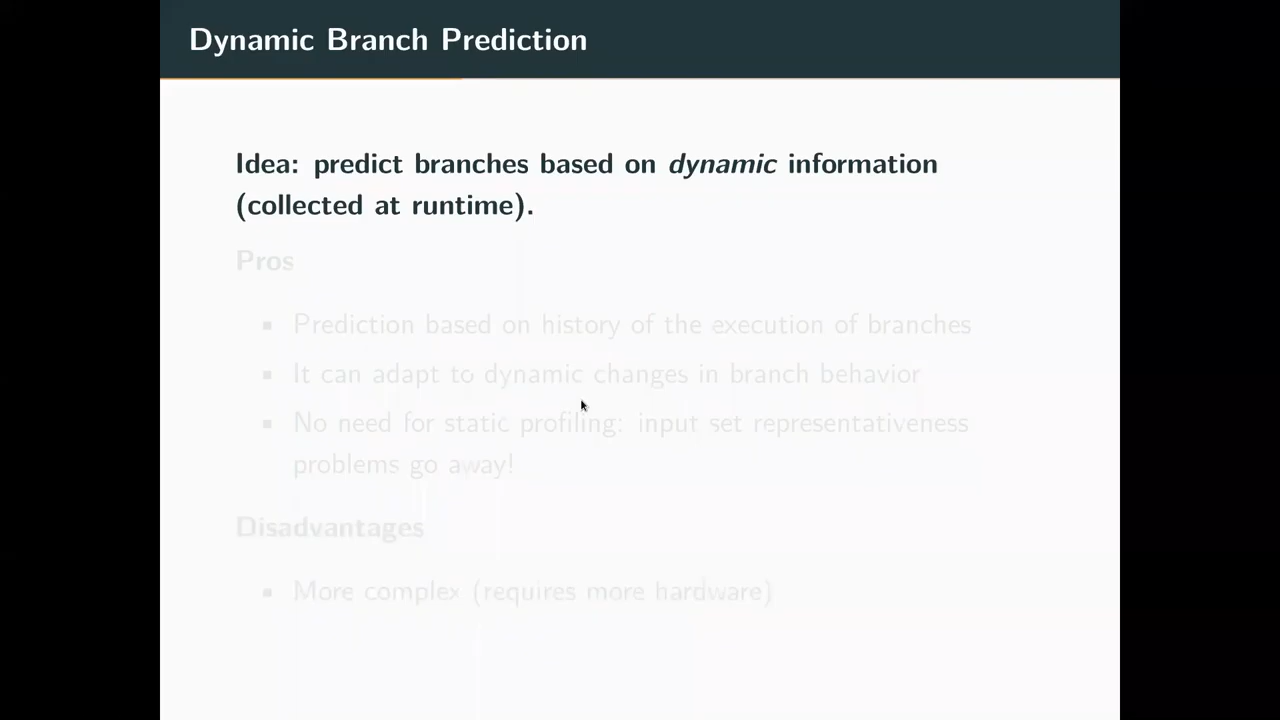 Dynamic Branch Prediction
Idea: predict branches based on dynamic information
(collected at runtime).
Pros
▪ Prediction based on history of the execution of branches
▪ It can adapt to dynamic changes in branch behavior
▪ No need for static profiling: input set representativeness
problems go away!
Disadvantages
▪ More complex (requires more hardware)